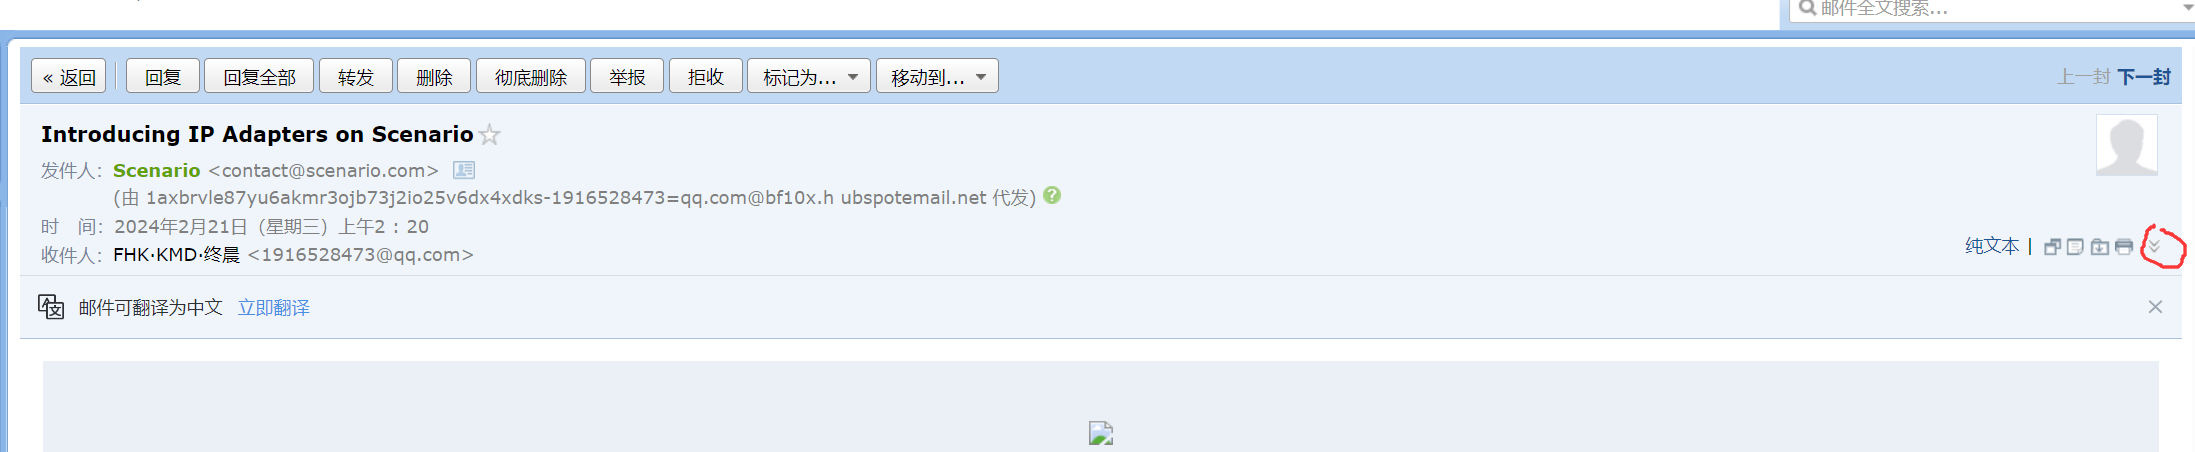 邮件全文搜索...
« 返回 回复 回复全部 转发 删除 彻底删除 举报 拒收 标记为... 移动到... 上一封 下一封
Introducing IP Adapters on Scenario
发件人： Scenario <contact@scenario.com>
(由 1axbrvle87yu6akmr3ojb73j2io25v6dx4xdks-1916528473=qq.com@bf10x.h ubspotemail.net 代发)
时 间： 2024年2月21日（星期三）上午2 : 20
收件人： FHK·KMD·终晨 <1916528473@qq.com>
纯文本 |
邮件可翻译为中文 立即翻译